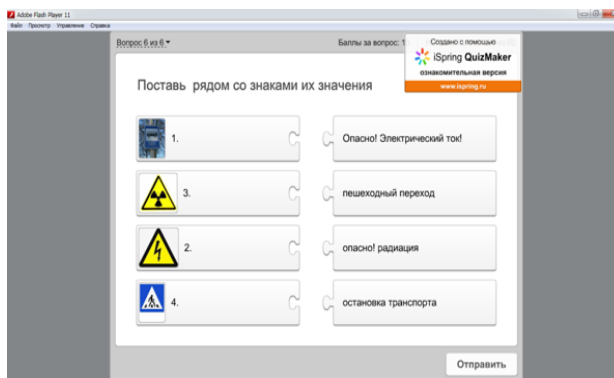 Adobe Flash Player 11
Файл Просмотр Управление Справка
Вопрос 6 из 6
Баллы за вопрос: 1
Создано с помощью
iSpring QuizMaker
ознакомительная версия
www.ispring.ru
Поставь рядом со знаками их значения
1.
Опасно! Электрический ток!
3.
пешеходный переход
2.
опасно! радиация
4.
остановка транспорта
Отправить